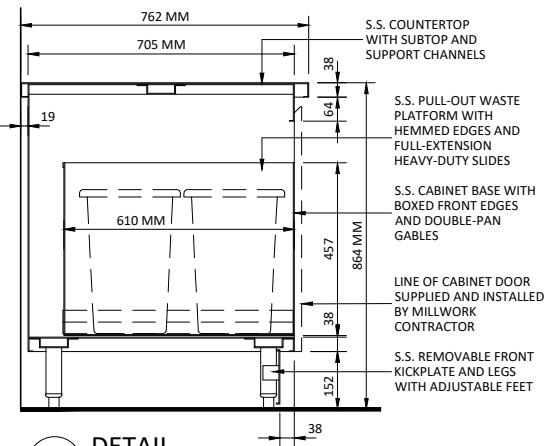 762 MM
705 MM
S.S. COUNTERTOP
WITH SUBTOP AND
SUPPORT CHANNELS
38
64
19
S.S. PULL-OUT WASTE
PLATFORM WITH
HEMMED EDGES AND
FULL-EXTENSION
HEAVY-DUTY SLIDES
610 MM
457
864 MM
S.S. CABINET BASE WITH
BOXED FRONT EDGES
AND DOUBLE-PAN
GABLES
LINE OF CABINET DOOR
SUPPLIED AND INSTALLED
BY MILLWORK
CONTRACTOR
38
152
S.S. REMOVABLE FRONT
KICKPLATE AND LEGS
WITH ADJUSTABLE FEET
38
DETAIL